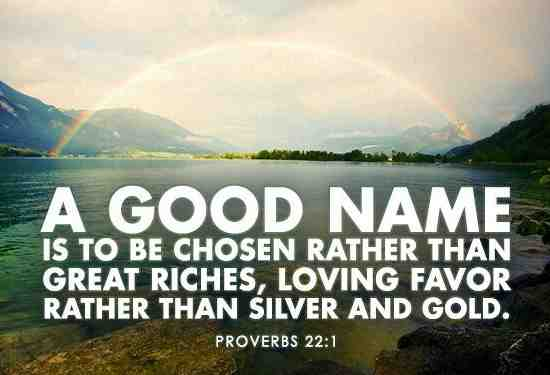 A GOOD NAME
IS TO BE CHOSEN RATHER THAN
GREAT RICHES, LOVING FAVOR
RATHER THAN SILVER AND GOLD.
PROVERBS 22:1